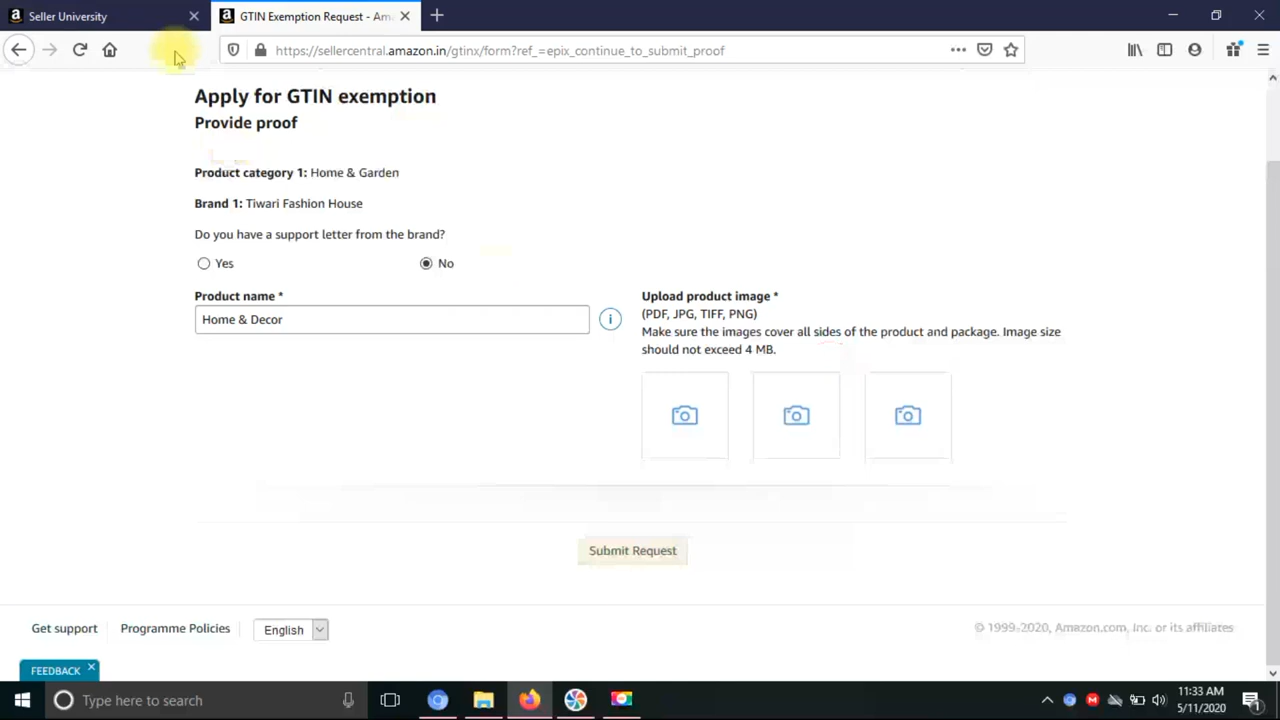 Seller University
GTIN Exemption Request - Am
https://sellercentral.amazon.in/gtinx/form?ref_=epix_continue_to_submit_proof
Apply for GTIN exemption
Provide proof
Product category 1: Home & Garden
Brand 1: Tiwari Fashion House
Do you have a support letter from the brand?
Yes No
Product name *
Home & Decor
i
Upload product image *
(PDF, JPG, TIFF, PNG)
Make sure the images cover all sides of the product and package. Image size
should not exceed 4 MB.
Submit Request
Get support Programme Policies English © 1999-2020, Amazon.com, Inc. or its affiliates
FEEDBACK
Type here to search
11:33 AM
5/11/2020